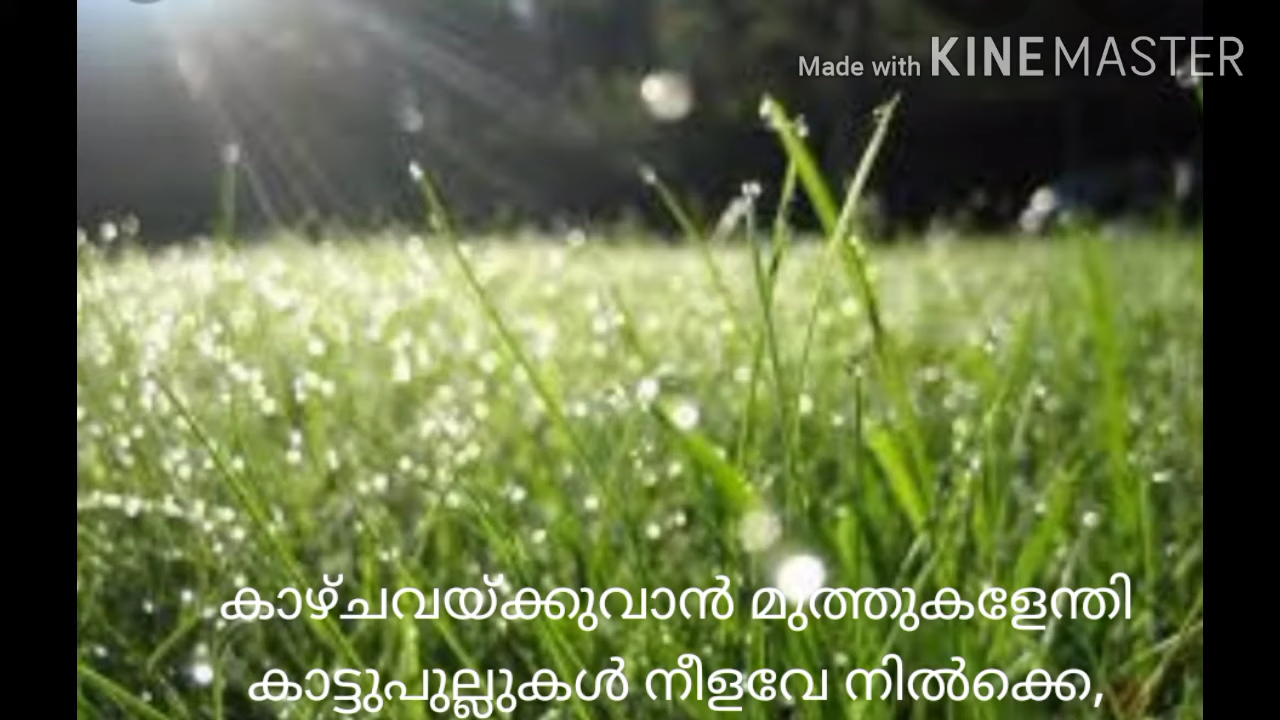 Made with KINEMASTER
കാഴ്ചവയ്ക്കുവാൻ മുത്തുകളേന്തി
കാട്ടുപുല്ലുകൾ നീളവേ നിൽക്കെ,